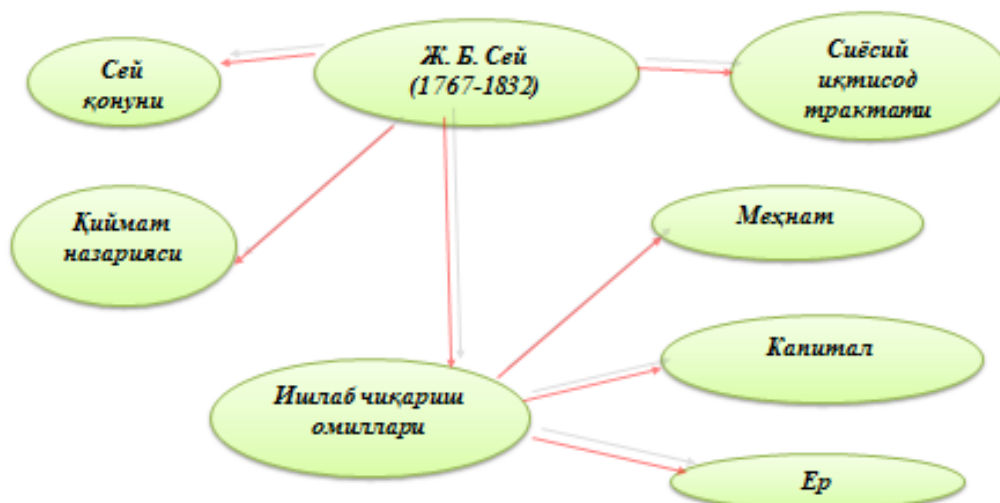 Сей
қонуни
Ж. Б. Сей
(1767-1832)
Сиёсий
иқтисод
трактати
Қиймат
назарияси
Меҳнат
Капитал
Ишлаб чиқариш
омиллари
Ер